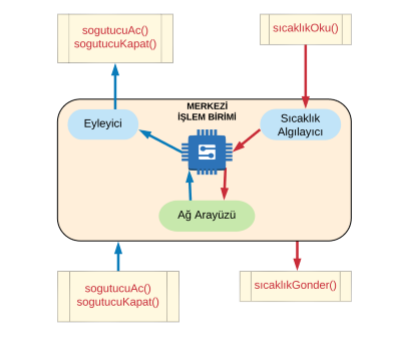 sogutucuAc()
sogutucuKapat()
sıcaklıkOku()
MERKEZİ
İŞLEM BİRİMİ
Eyleyici
Sıcaklık
Algılayıcı
Ağ Arayüzü
sogutucuAc()
sogutucuKapat()
sıcaklıkGonder()